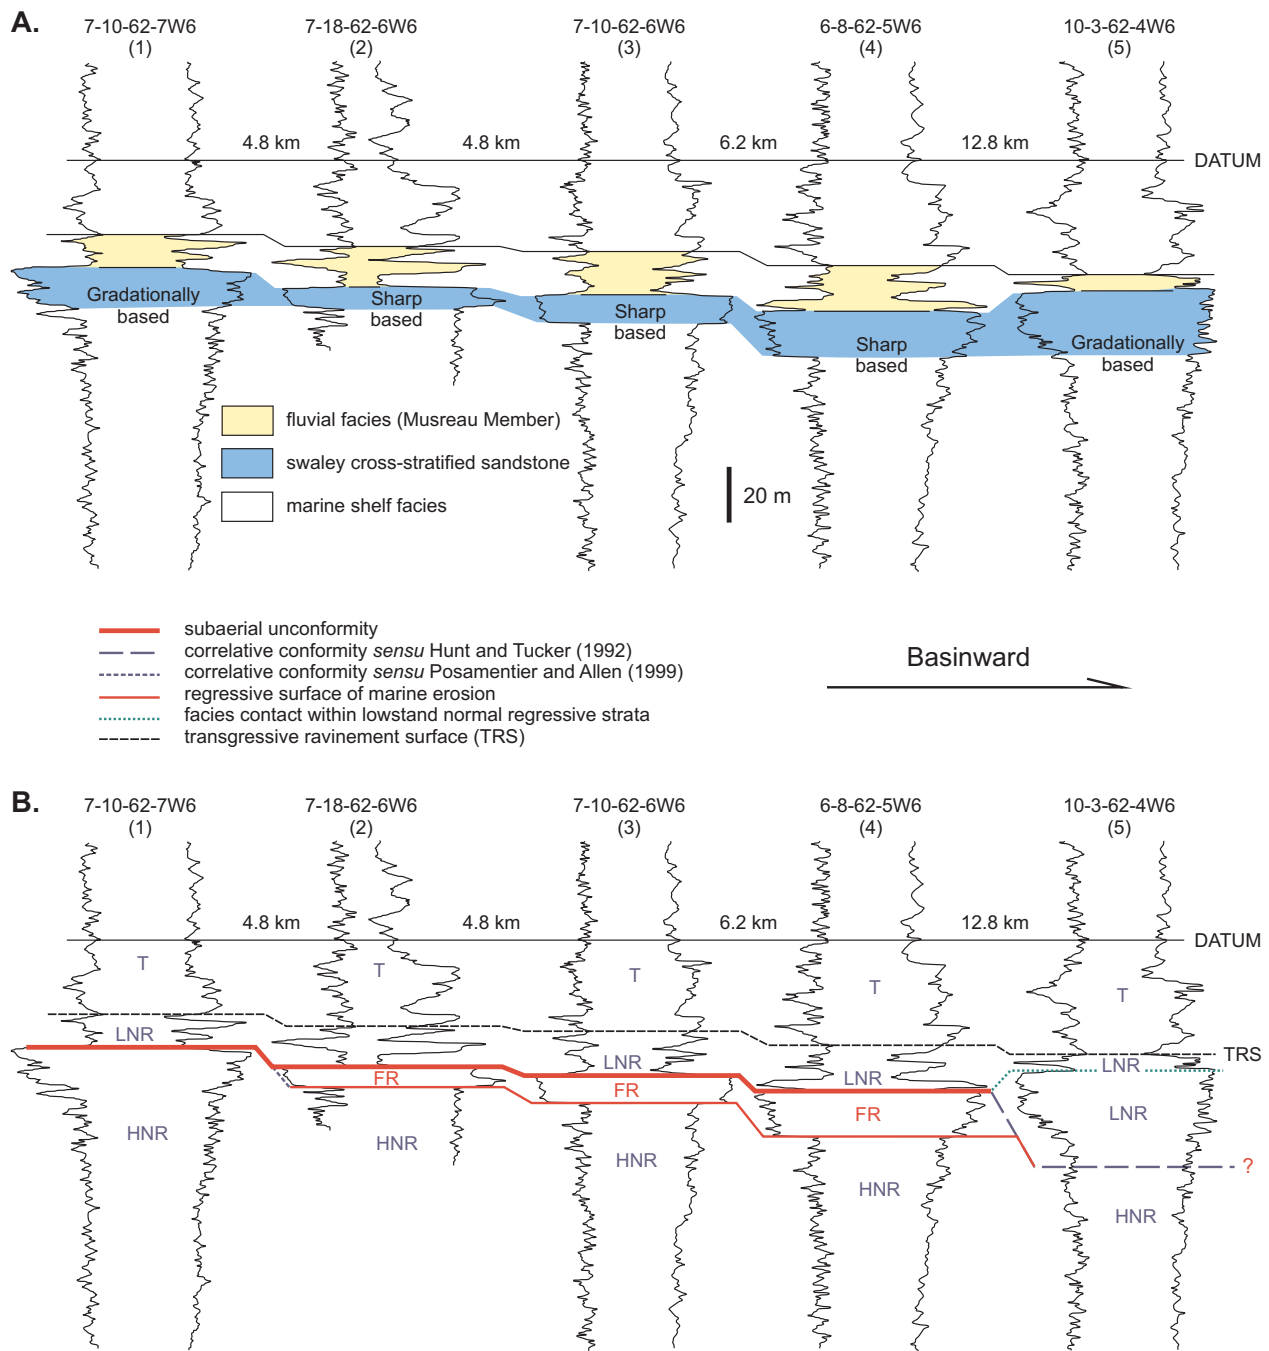 A.
7-10-62-7W6 7-18-62-6W6 7-10-62-6W6 6-8-62-5W6 10-3-62-4W6
(1) (2) (3) (4) (5)
4.8 km 4.8 km 6.2 km 12.8 km
DATUM
Gradationally based
Sharp based
Sharp based
Sharp based
Gradationally based
fluvial facies (Musreau Member)
swaley cross-stratified sandstone
marine shelf facies
20 m
subaerial unconformity
correlative conformity sensu Hunt and Tucker (1992)
correlative conformity sensu Posamentier and Allen (1999)
regressive surface of marine erosion
facies contact within lowstand normal regressive strata
transgressive ravinement surface (TRS)
Basinward
B.
7-10-62-7W6 7-18-62-6W6 7-10-62-6W6 6-8-62-5W6 10-3-62-4W6
(1) (2) (3) (4) (5)
4.8 km 4.8 km 6.2 km 12.8 km
DATUM
T T T T T
TRS
LNR LNR LNR LNR
FR FR FR LNR
HNR HNR HNR HNR HNR
?